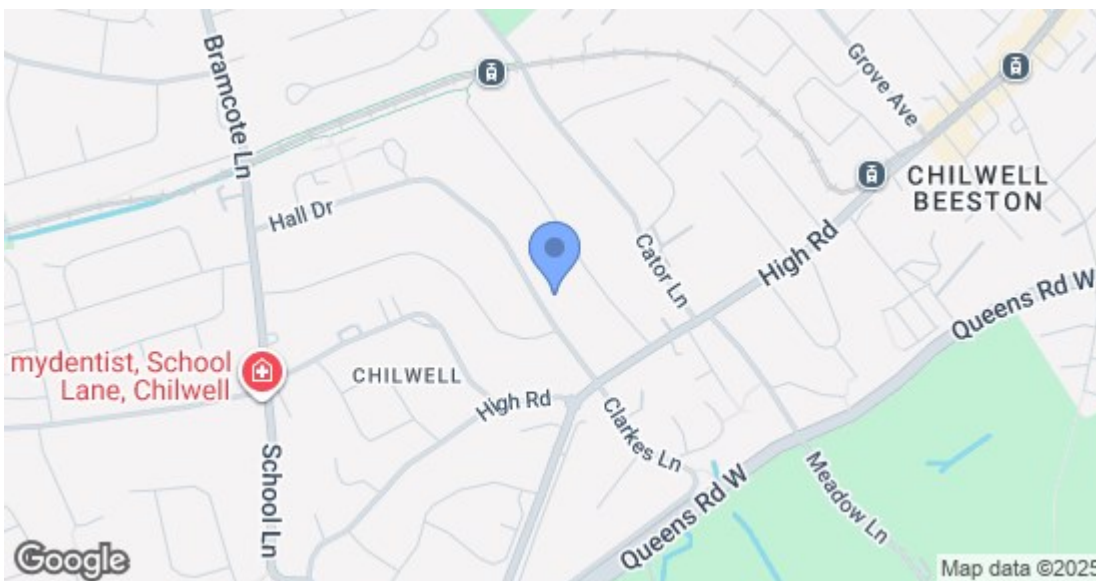 Bramcote Ln
Grove Ave
CHILWELL
BEESTON
Hall Dr
Cator Ln
High Rd
Queens Rd W
mydentist, School
Lane, Chilwell
CHILWELL
High Rd
Clarkes Ln
School Ln
Queens Rd W
Meadow Ln
Google
Map data ©2025